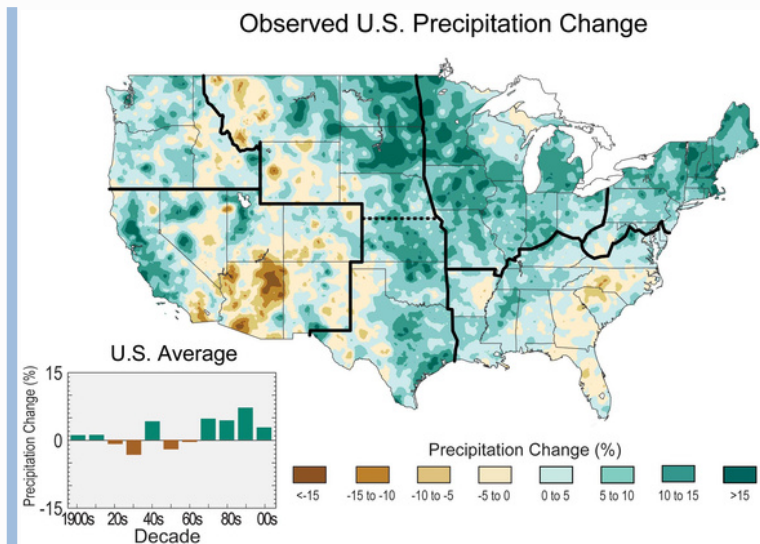 Observed U.S. Precipitation Change
U.S. Average
Precipitation Change (%)
15
0
-15
1900s 20s 40s 60s 80s 00s
Decade
Precipitation Change (%)
<-15 -15 to -10 -10 to -5 -5 to 0 0 to 5 5 to 10 10 to 15 >15